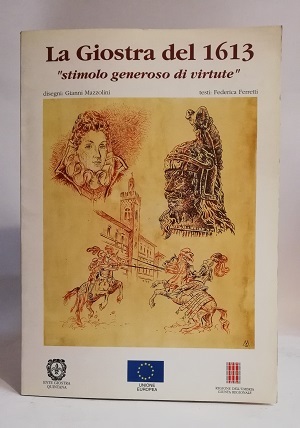 La Giostra del 1613
"stimolo generoso di virtute"
disegni: Gianni Mazzolini
testi: Federica Ferretti
ENTE GIOSTRA
QUINTANA
UNIONE
EUROPEA
REGIONE DELL'UMBRIA
GIUNTA REGIONALE